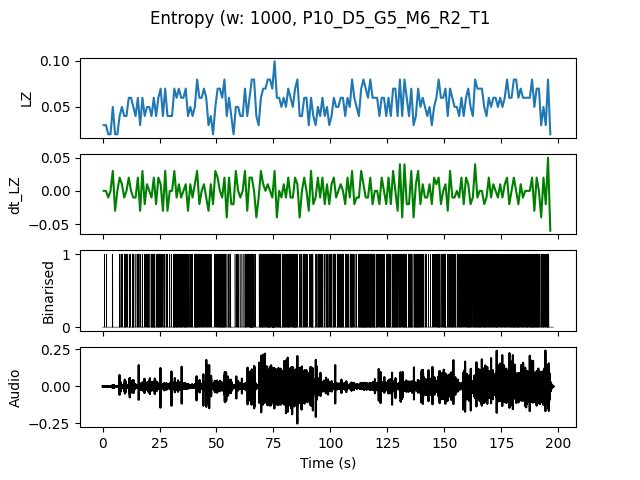 Entropy (w: 1000, P10_D5_G5_M6_R2_T1
0.10
0.05
LZ
0.05
0.00
−0.05
dt_LZ
1
0
Binarised
0.25
0.00
−0.25
Audio
0 25 50 75 100 125 150 175 200
Time (s)